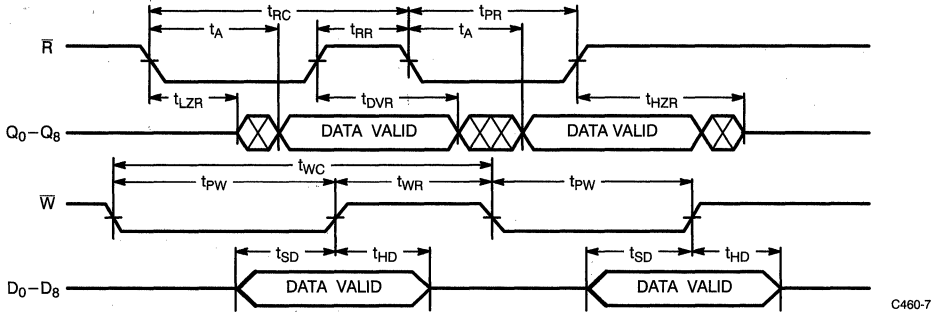 tRC tPR
tA tRR tA
R̅
tLZR tDVR tHZR
Q0–Q8 DATA VALID DATA VALID
tWC
tPW tWR tPW
W̅
tSD tHD tSD tHD
D0–D8 DATA VALID DATA VALID
C460-7